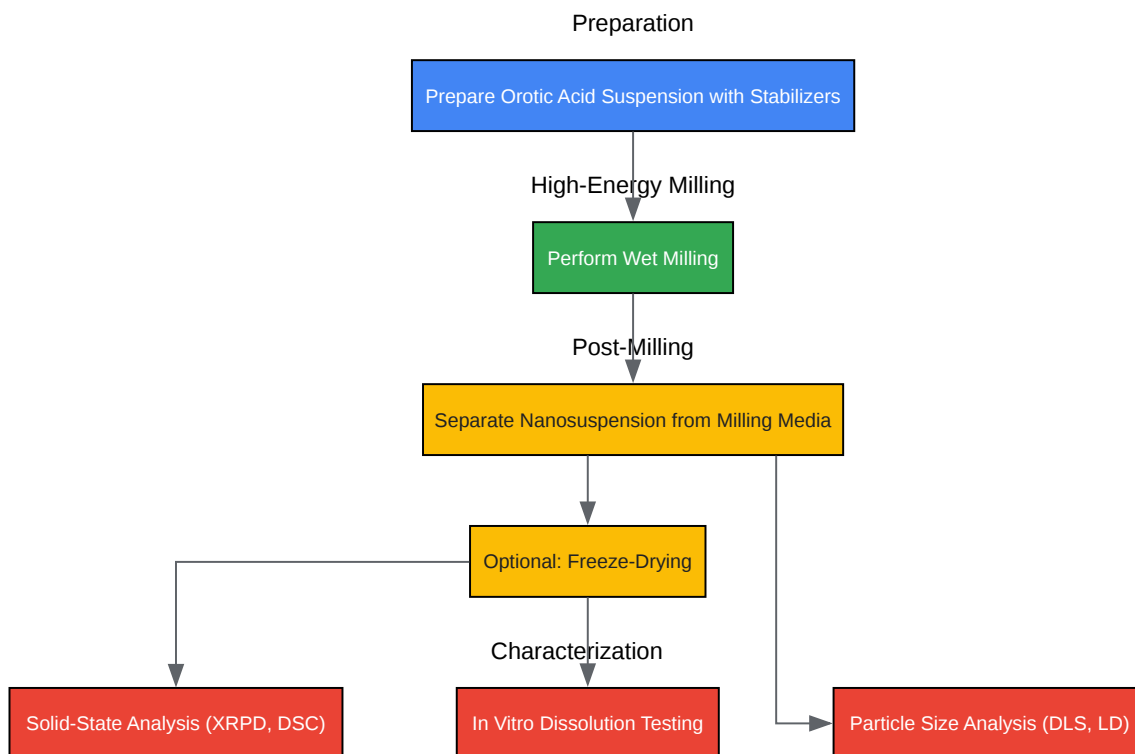 Preparation
Prepare Orotic Acid Suspension with Stabilizers
High-Energy Milling
Perform Wet Milling
Post-Milling
Separate Nanosuspension from Milling Media
Optional: Freeze-Drying
Characterization
Solid-State Analysis (XRPD, DSC)
In Vitro Dissolution Testing
Particle Size Analysis (DLS, LD)